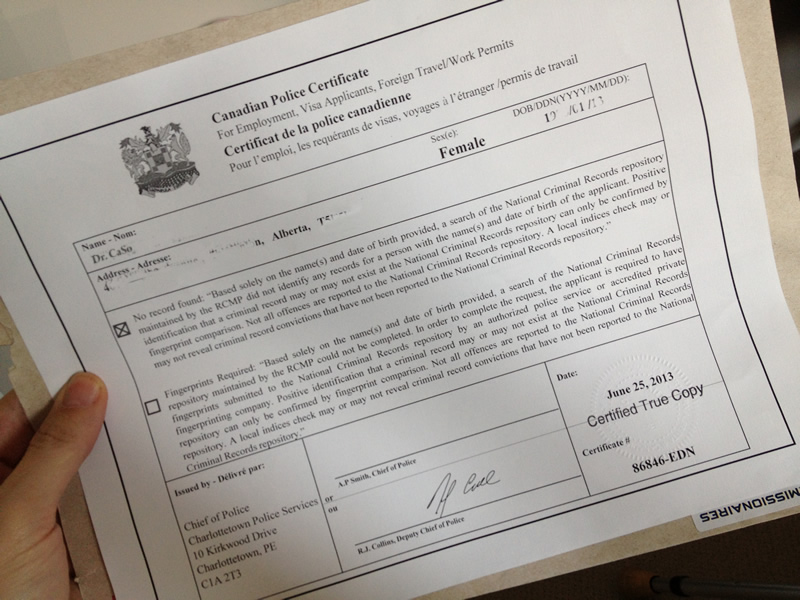 Canadian Police Certificate
For Employment, Visa Applicants, Foreign Travel/Work Permits
Certificat de la police canadienne
Pour l' emploi, les requérants de visas, voyages à l'étranger /permis de travail
Name - Nom:
Dr. CaSo
Sex(e):
Female
DOB/DDN(YYYY/MM/DD):
19 /01/13
Address - Adresse:
4 n, Alberta, T
No record found: "Based solely on the name(s) and date of birth provided, a search of the National Criminal Records repository
maintained by the RCMP did not identify any records for a person with the name(s) and date of birth of the applicant. Positive
identification that a criminal record may or may not exist at the National Criminal Records repository can only be confirmed by
fingerprint comparison. Not all offences are reported to the National Criminal Records repository. A local indices check may or
may not reveal criminal record convictions that have not been reported to the National Criminal Records repository."
Fingerprints Required: "Based solely on the name(s) and date of birth provided, a search of the National Criminal Records
repository maintained by the RCMP could not be completed. In order to complete the request, the applicant is required to have
fingerprints submitted to the National Criminal Records repository by an authorized police service or accredited private
fingerprinting company. Positive identification that a criminal record may or may not exist at the National Criminal Records
repository can only be confirmed by fingerprint comparison. Not all offences are reported to the National Criminal Records
repository. A local indices check may or may not reveal criminal record convictions that have not been reported to the National
Criminal Records repository."
Issued by - Délivré par:
Chief of Police
Charlottetown Police Services
10 Kirkwood Drive
Charlottetown, PE
C1A 2T3
A.P Smith, Chief of Police
or
ou
R.J. Collins, Deputy Chief of Police
Date:
June 25, 2013
Certified True Copy
Certificate #
86846-EDN
MISSIONAIRES